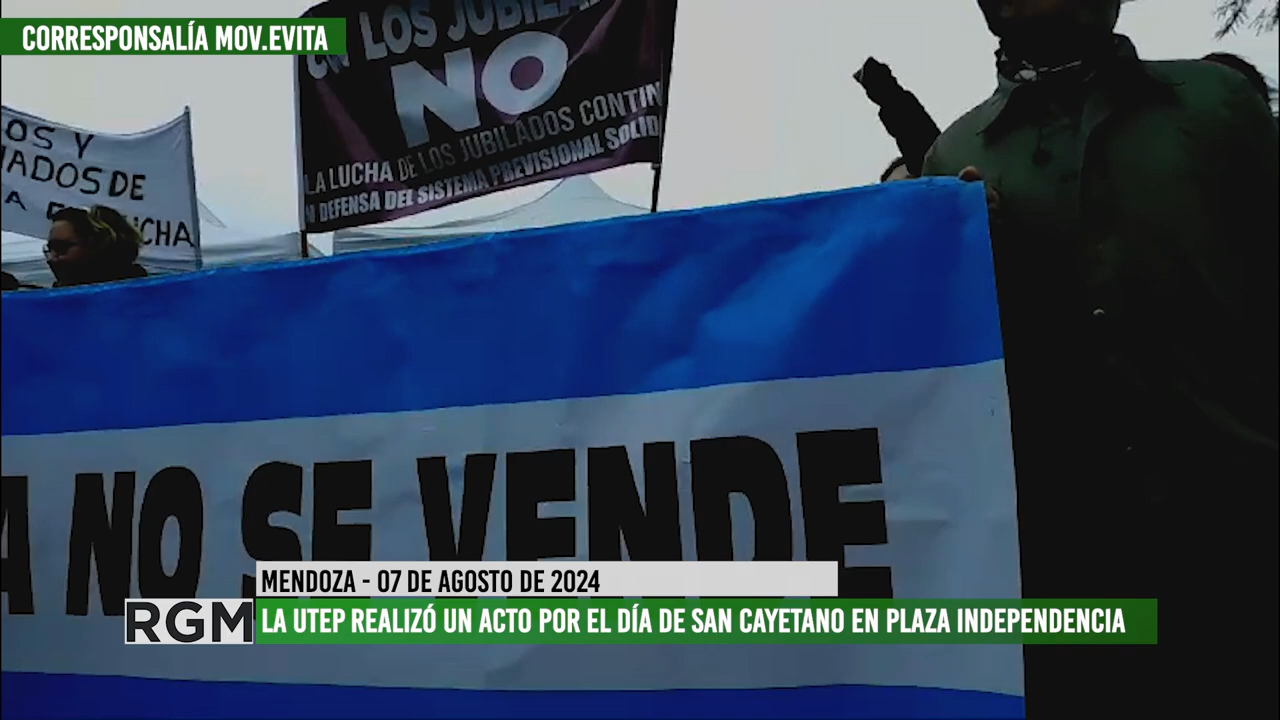 CORRESPONSALÍA MOV.EVITA
LOS JUBILA
NO
LA LUCHA DE LOS JUBILADOS CONTIN
N DEFENSA DEL SISTEMA PREVISIONAL SOLID
OS Y
ADOS DE
A
CHA
A NO SE VENDE
MENDOZA - 07 DE AGOSTO DE 2024
RGM
LA UTEP REALIZÓ UN ACTO POR EL DÍA DE SAN CAYETANO EN PLAZA INDEPENDENCIA